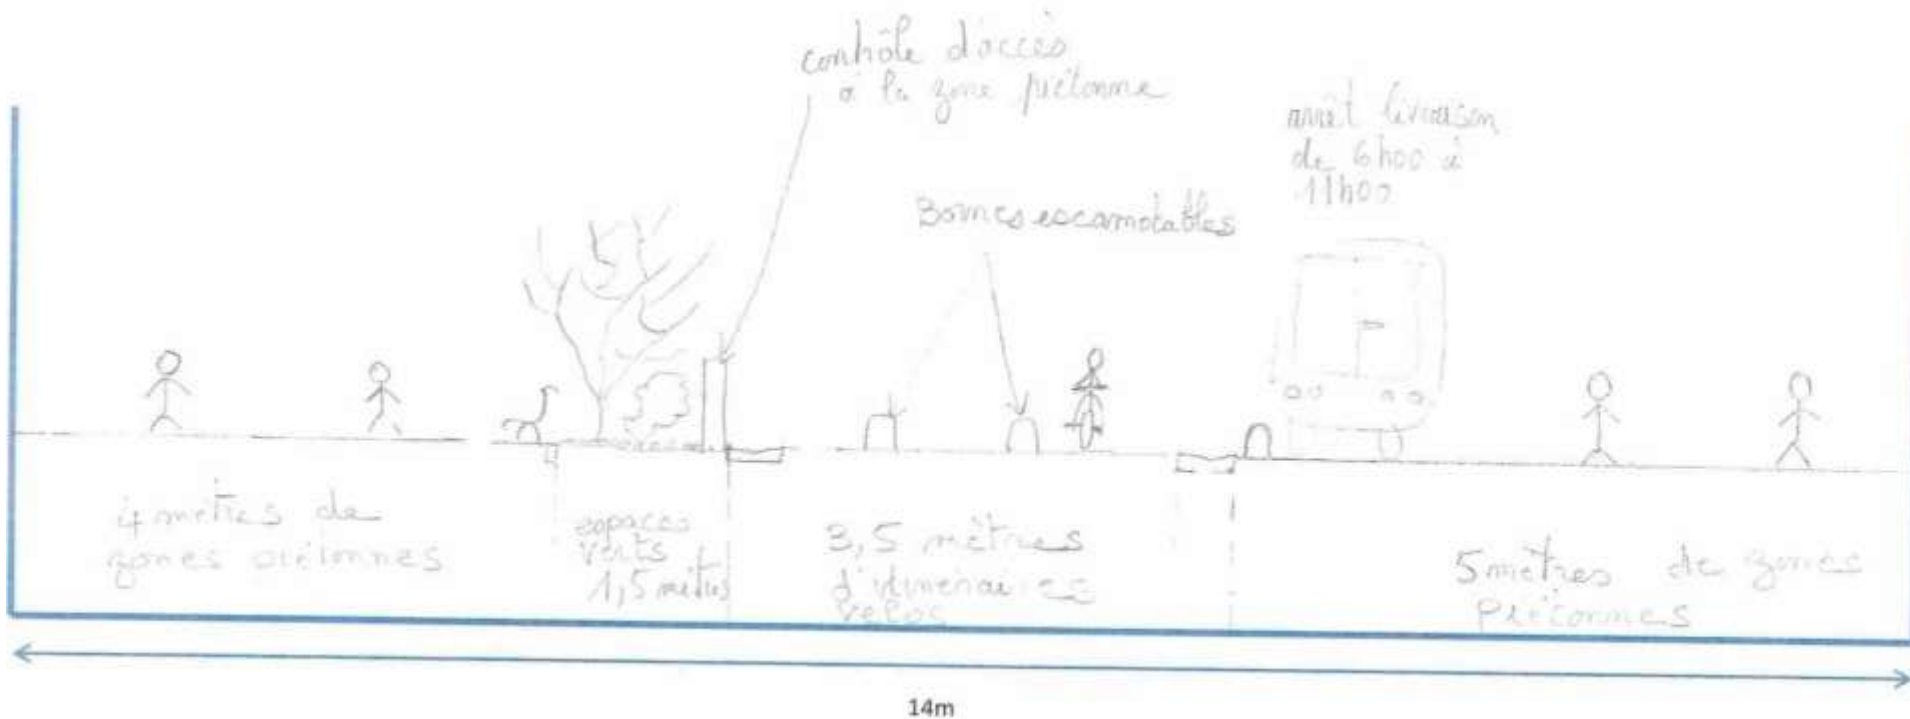 contrôle d'accès
à la zone piétonne
arrêt livraison
de 6h00 à
11h00
Bornes escamotables
4 mètres de
zones piétonnes
espaces
verts
1,5 mètres
3,5 mètres
d'itinéraires
vélos
5 mètres de zones
piétonnes
14m